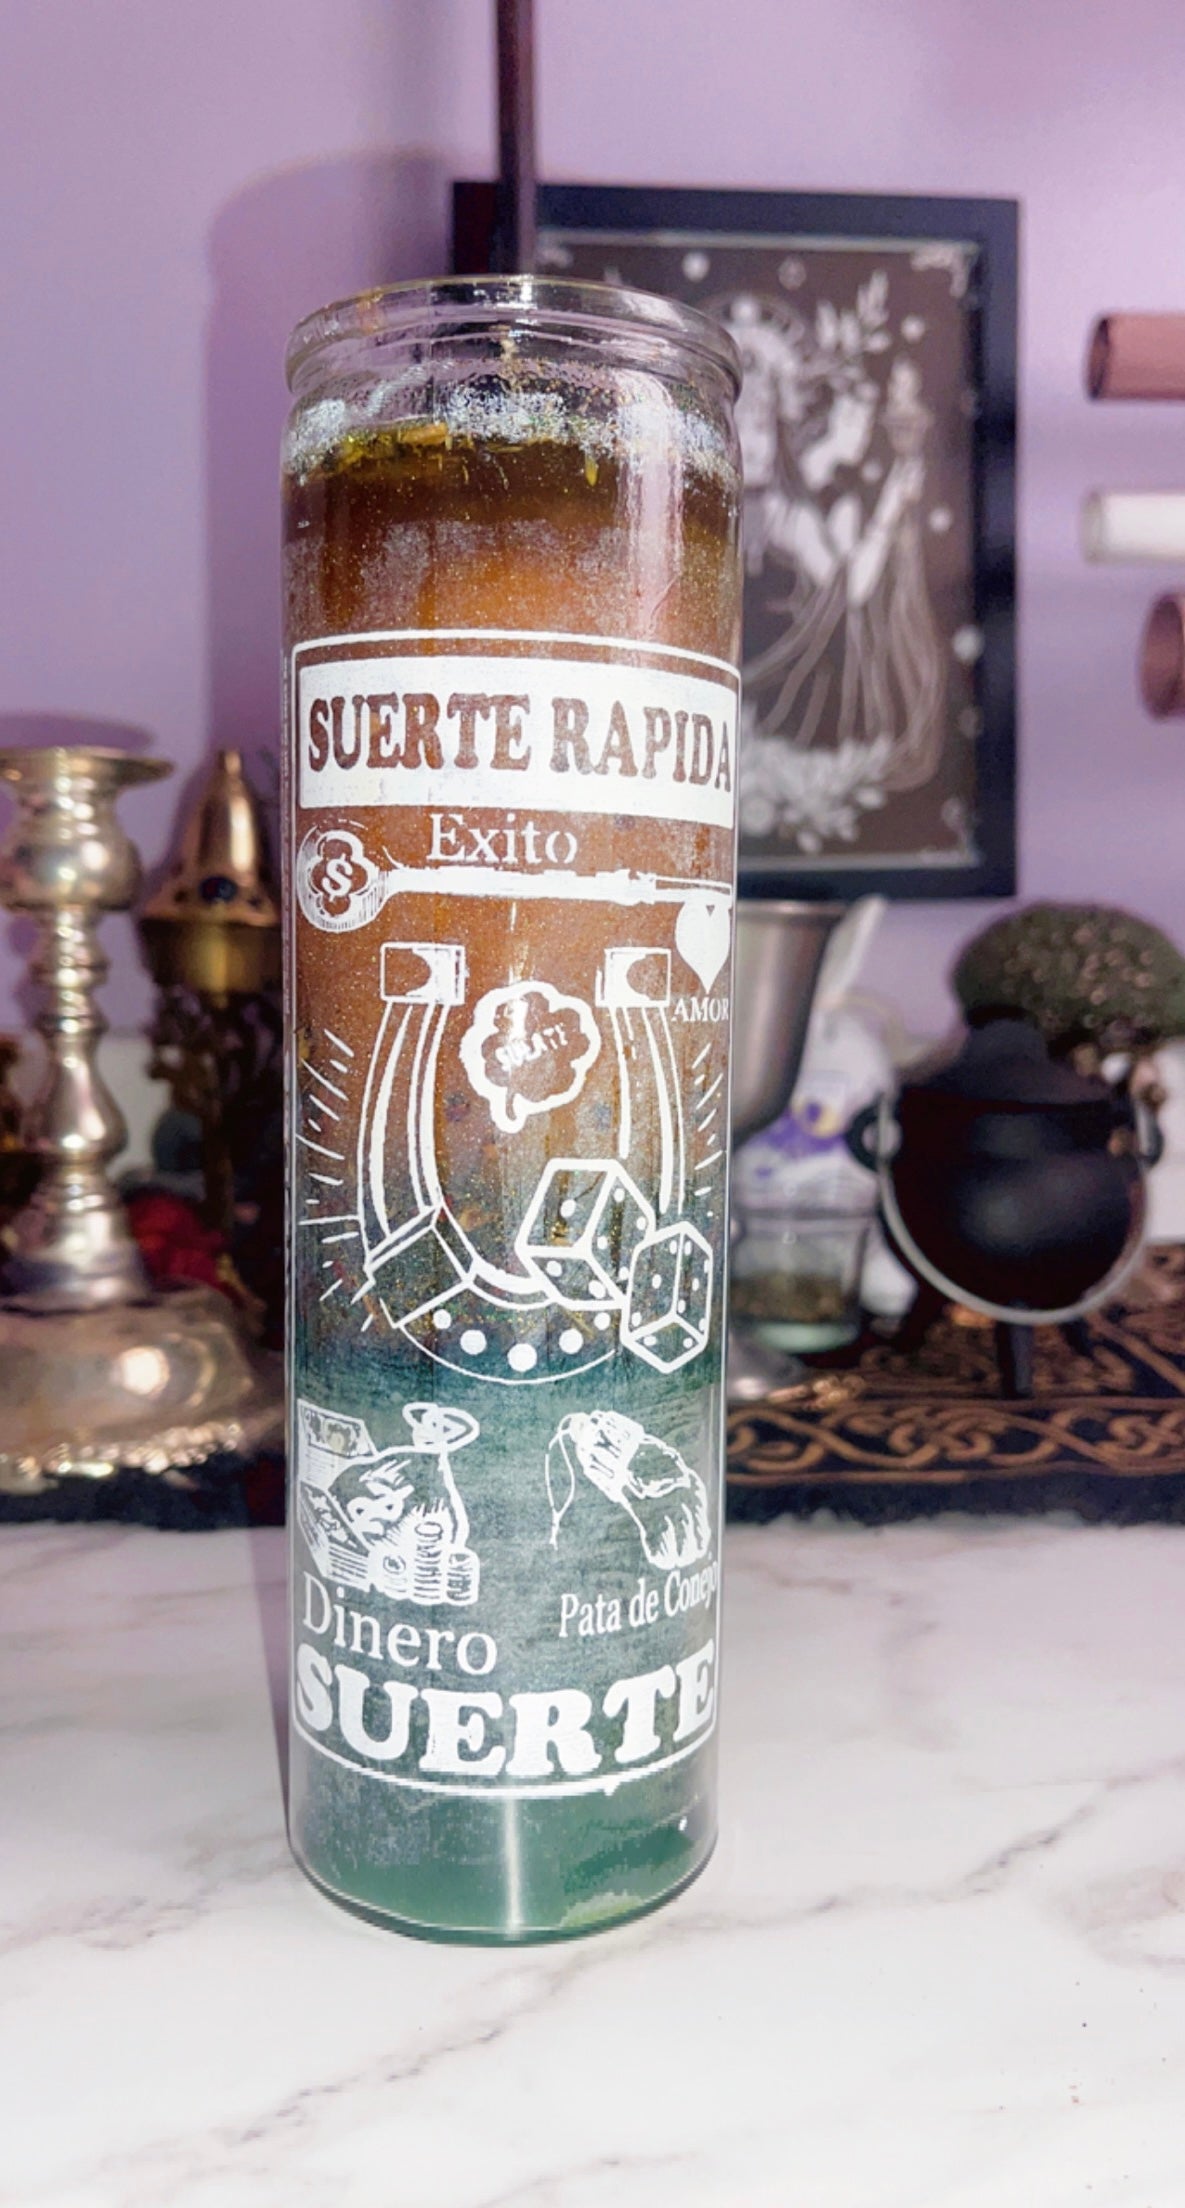 SUERTE RAPIDA
Exito
$
AMOR
Dinero
Pata de Conejo
SUERTE